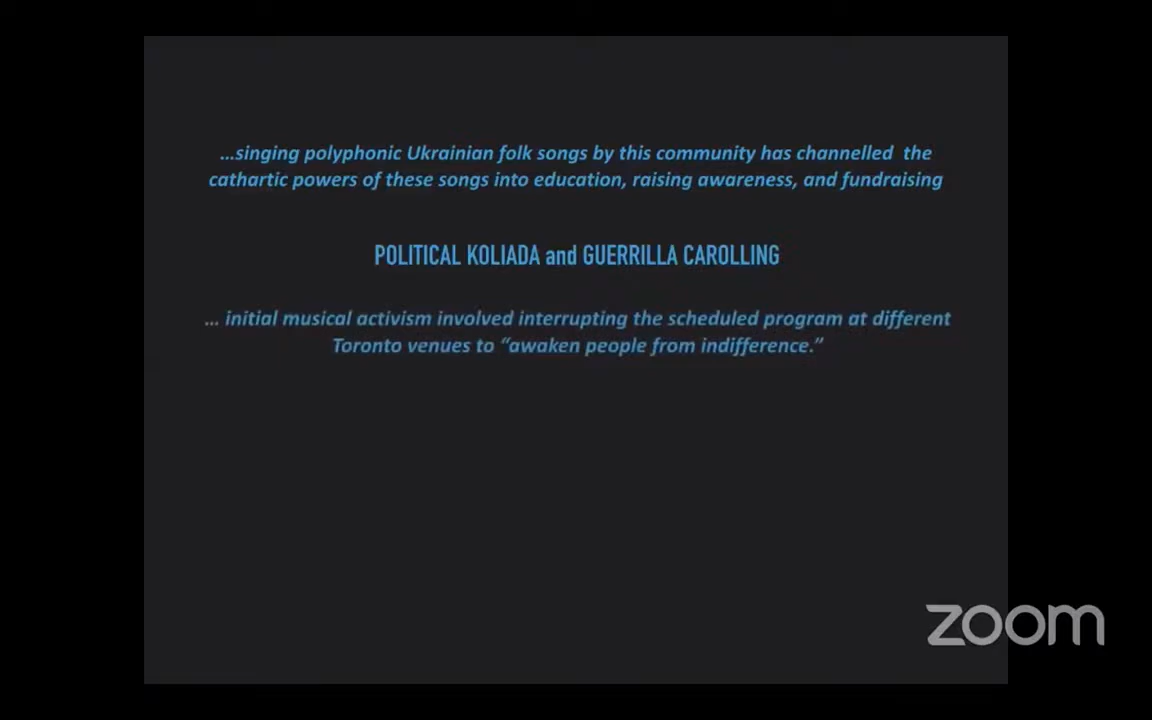 …singing polyphonic Ukrainian folk songs by this community has channelled the
cathartic powers of these songs into education, raising awareness, and fundraising
POLITICAL KOLIADA and GUERRILLA CAROLLING
… initial musical activism involved interrupting the scheduled program at different
Toronto venues to “awaken people from indifference.”
zoom